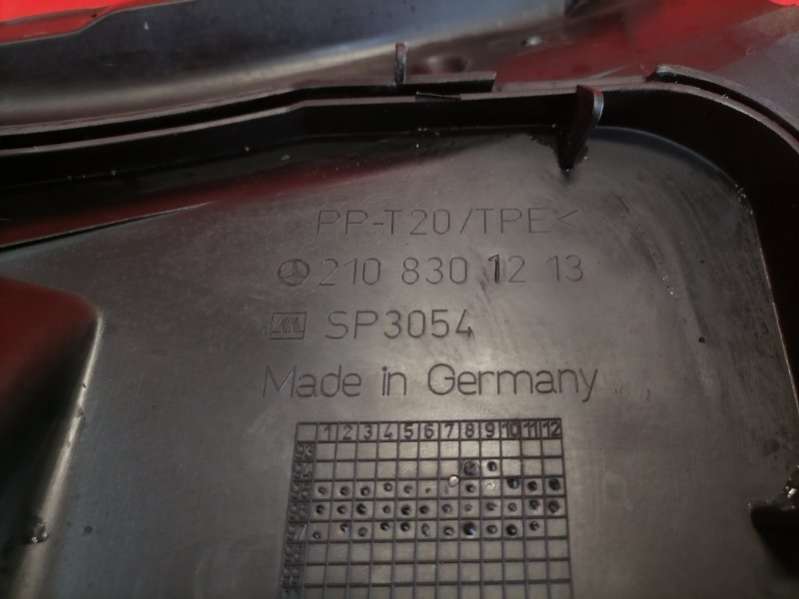 PP-T20/TPE<
210 830 12 13
SP3054
Made in Germany
1 2 3 4 5 6 7 8 9 10 11 12